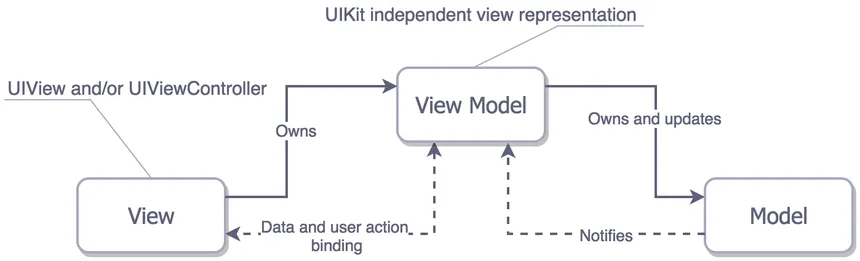 UIKit independent view representation
UIView and/or UIViewController
View Model
Owns and updates
Owns
View
Data and user action
binding
Notifies
Model